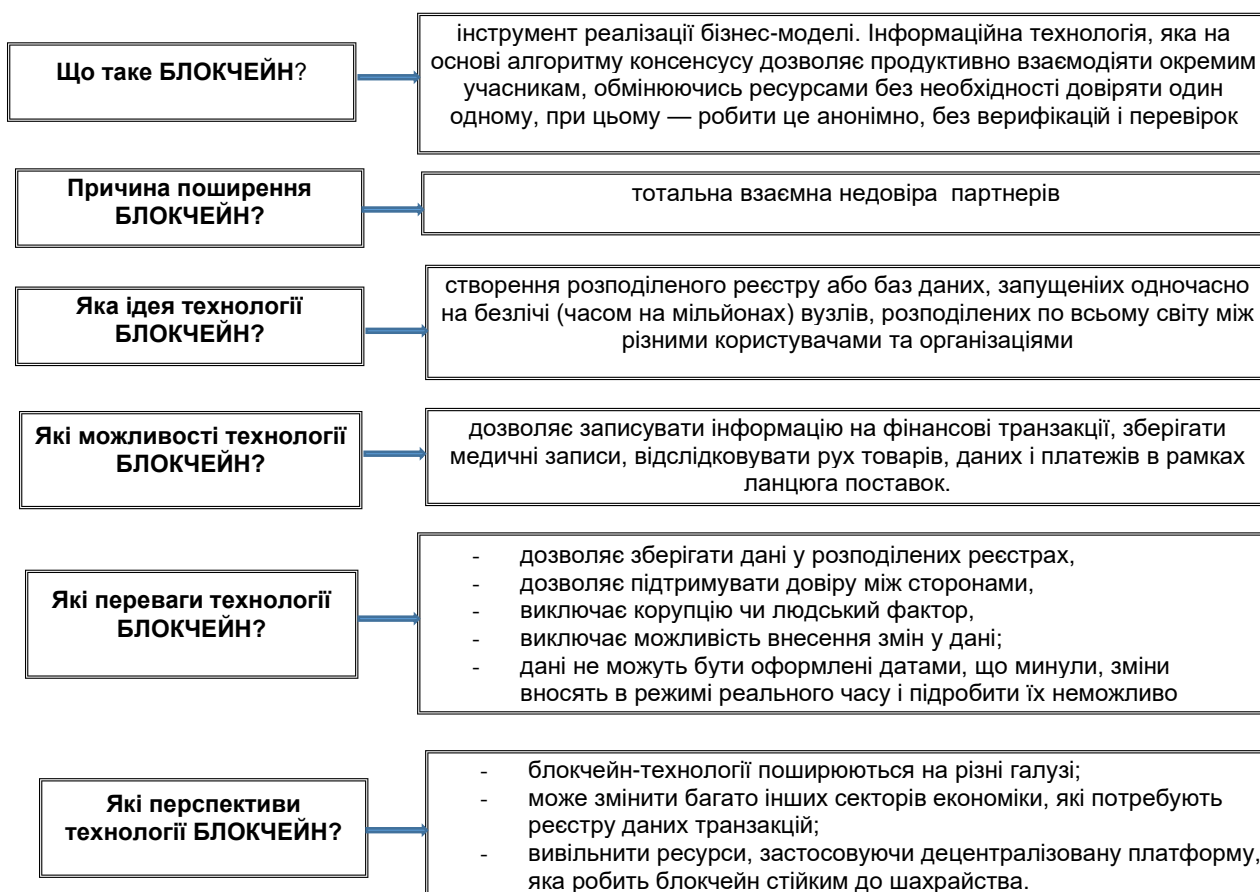 Що таке БЛОКЧЕЙН?
інструмент реалізації бізнес-моделі. Інформаційна технологія, яка на
основі алгоритму консенсусу дозволяє продуктивно взаємодіяти окремим
учасникам, обмінюючись ресурсами без необхідності довіряти один
одному, при цьому — робити це анонімно, без верифікацій і перевірок
Причина поширення
БЛОКЧЕЙН?
тотальна взаємна недовіра партнерів
Яка ідея технології
БЛОКЧЕЙН?
створення розподіленого реєстру або баз даних, запущеніих одночасно
на безлічі (часом на мільйонах) вузлів, розподілених по всьому світу між
різними користувачами та організаціями
Які можливості технології
БЛОКЧЕЙН?
дозволяє записувати інформацію на фінансові транзакції, зберігати
медичні записи, відслідковувати рух товарів, даних і платежів в рамках
ланцюга поставок.
Які переваги технології
БЛОКЧЕЙН?
- дозволяє зберігати дані у розподілених реєстрах,
- дозволяє підтримувати довіру між сторонами,
- виключає корупцію чи людський фактор,
- виключає можливість внесення змін у дані;
- дані не можуть бути оформлені датами, що минули, зміни
вносять в режимі реального часу і підробити їх неможливо
Які перспективи
технології БЛОКЧЕЙН?
- блокчейн-технології поширюються на різні галузі;
- може змінити багато інших секторів економіки, які потребують
реєстру даних транзакцій;
- вивільнити ресурси, застосовуючи децентралізовану платформу,
яка робить блокчейн стійким до шахрайства.